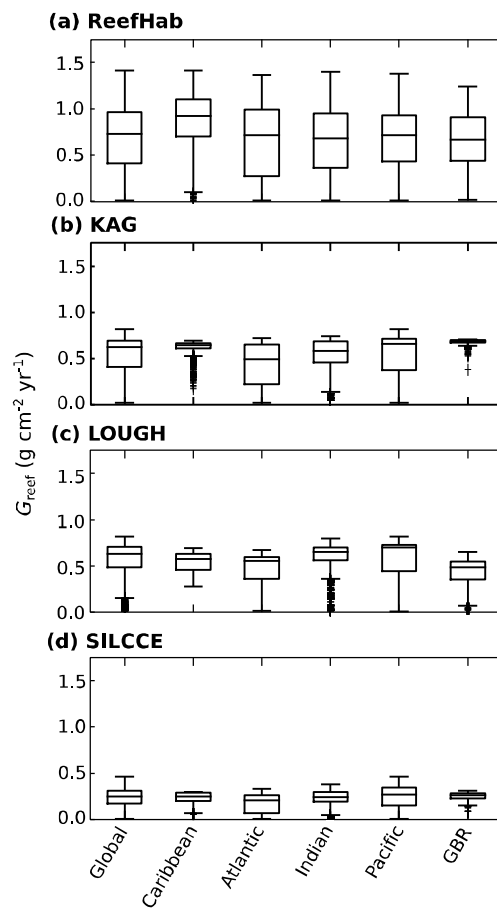 (a) ReefHab
1.5
1.0
0.5
0.0
(b) KAG
1.5
1.0
0.5
0.0
(c) LOUGH
1.5
1.0
0.5
0.0
(d) SILCCE
1.5
1.0
0.5
0.0
G_reef (g cm⁻² yr⁻¹)
Global
Caribbean
Atlantic
Indian
Pacific
GBR